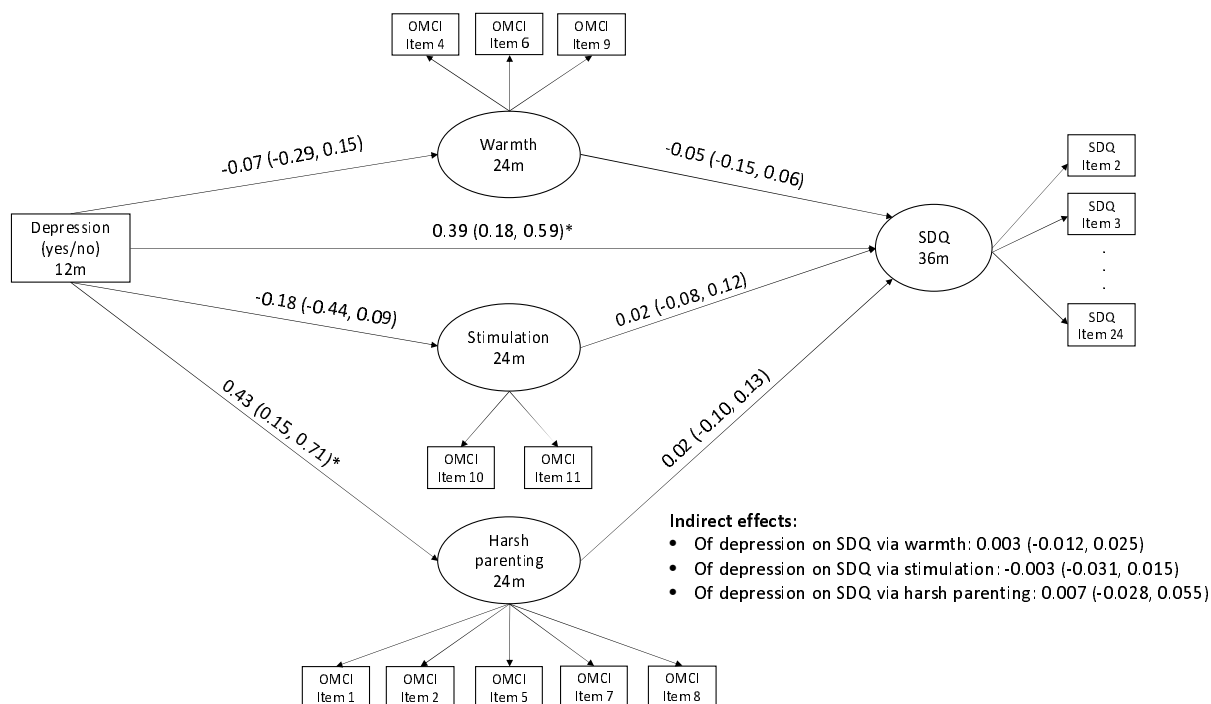 OMCI
Item 4
OMCI
Item 6
OMCI
Item 9
Warmth
24m
-0.07 (-0.29, 0.15)
-0.05 (-0.15, 0.06)
SDQ
Item 2
SDQ
Item 3
.
.
.
SDQ
Item 24
Depression
(yes/no)
12m
0.39 (0.18, 0.59)*
SDQ
36m
-0.18 (-0.44, 0.09)
0.02 (-0.08, 0.12)
Stimulation
24m
0.43 (0.15, 0.71)*
0.02 (-0.10, 0.13)
OMCI
Item 10
OMCI
Item 11
Harsh
parenting
24m
Indirect effects:
• Of depression on SDQ via warmth: 0.003 (-0.012, 0.025)
• Of depression on SDQ via stimulation: -0.003 (-0.031, 0.015)
• Of depression on SDQ via harsh parenting: 0.007 (-0.028, 0.055)
OMCI
Item 1
OMCI
Item 2
OMCI
Item 5
OMCI
Item 7
OMCI
Item 8